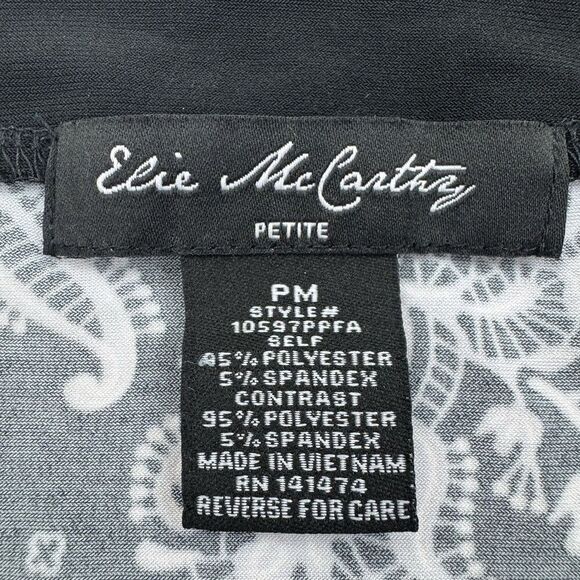 Elie McCarthy
PETITE
PM
STYLE#
10597PPFA
SELF
95% POLYESTER
5% SPANDEX
CONTRAST
95% POLYESTER
5% SPANDEX
MADE IN VIETNAM
RN 141474
REVERSE FOR CARE